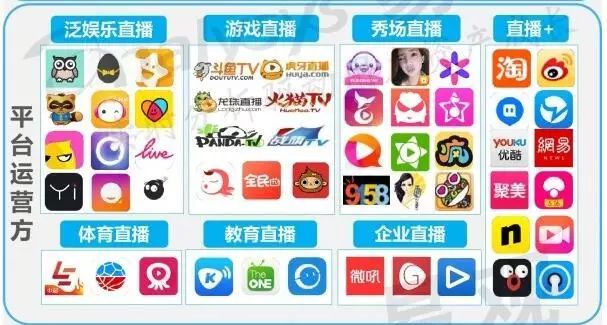 泛娱乐直播
游戏直播
秀场直播
直播+
平台运营方
斗鱼TV
DOUYUTV.COM
虎牙直播
Huya.com
龙珠直播
Longzhu.com
火猫TV
HuoMaoTV
PANDA.TV
战旗TV
全民
live
Yi
9158
疯
淘
YOUKU
优酷
網易
NEWS
聚美
n
体育直播
教育直播
企业直播
K
The
ONE
微吼
G